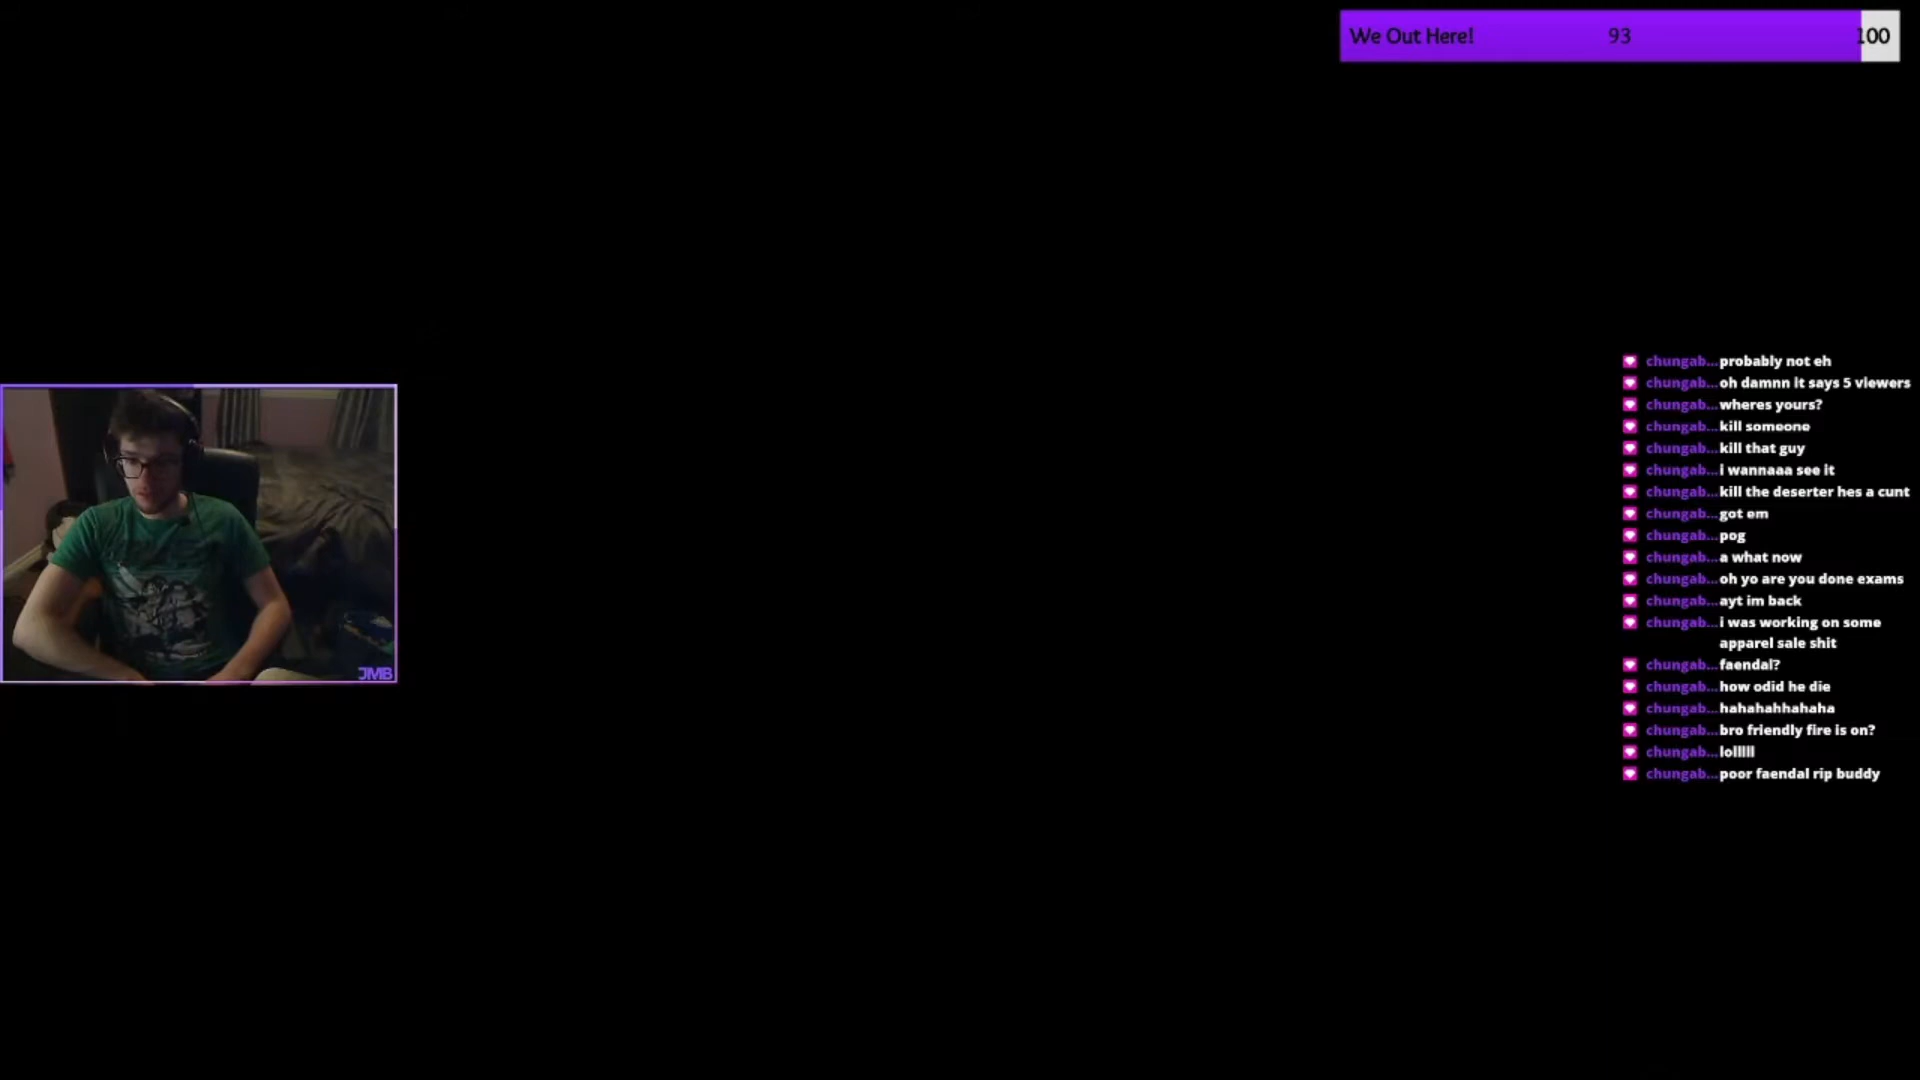 We Out Here! 93 100
chungab... probably not eh
chungab... oh damnn it says 5 viewers
chungab... wheres yours?
chungab... kill someone
chungab... kill that guy
chungab... i wannaaa see it
chungab... kill the deserter hes a cunt
chungab... got em
chungab... pog
chungab... a what now
chungab... oh yo are you done exams
chungab... ayt im back
chungab... i was working on some
apparel sale shit
chungab... faendal?
chungab... how odid he die
chungab... hahahahhahaha
chungab... bro friendly fire is on?
chungab... lolllll
chungab... poor faendal rip buddy
JMB